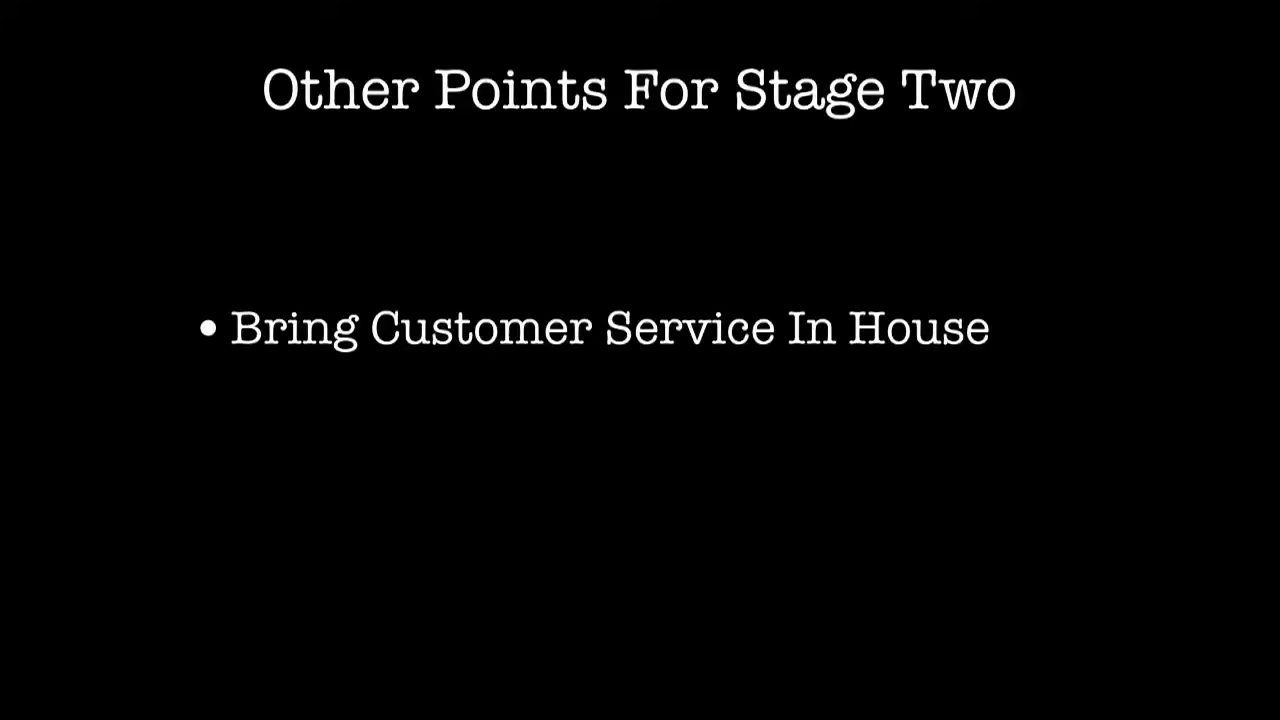 Other Points For Stage Two
• Bring Customer Service In House